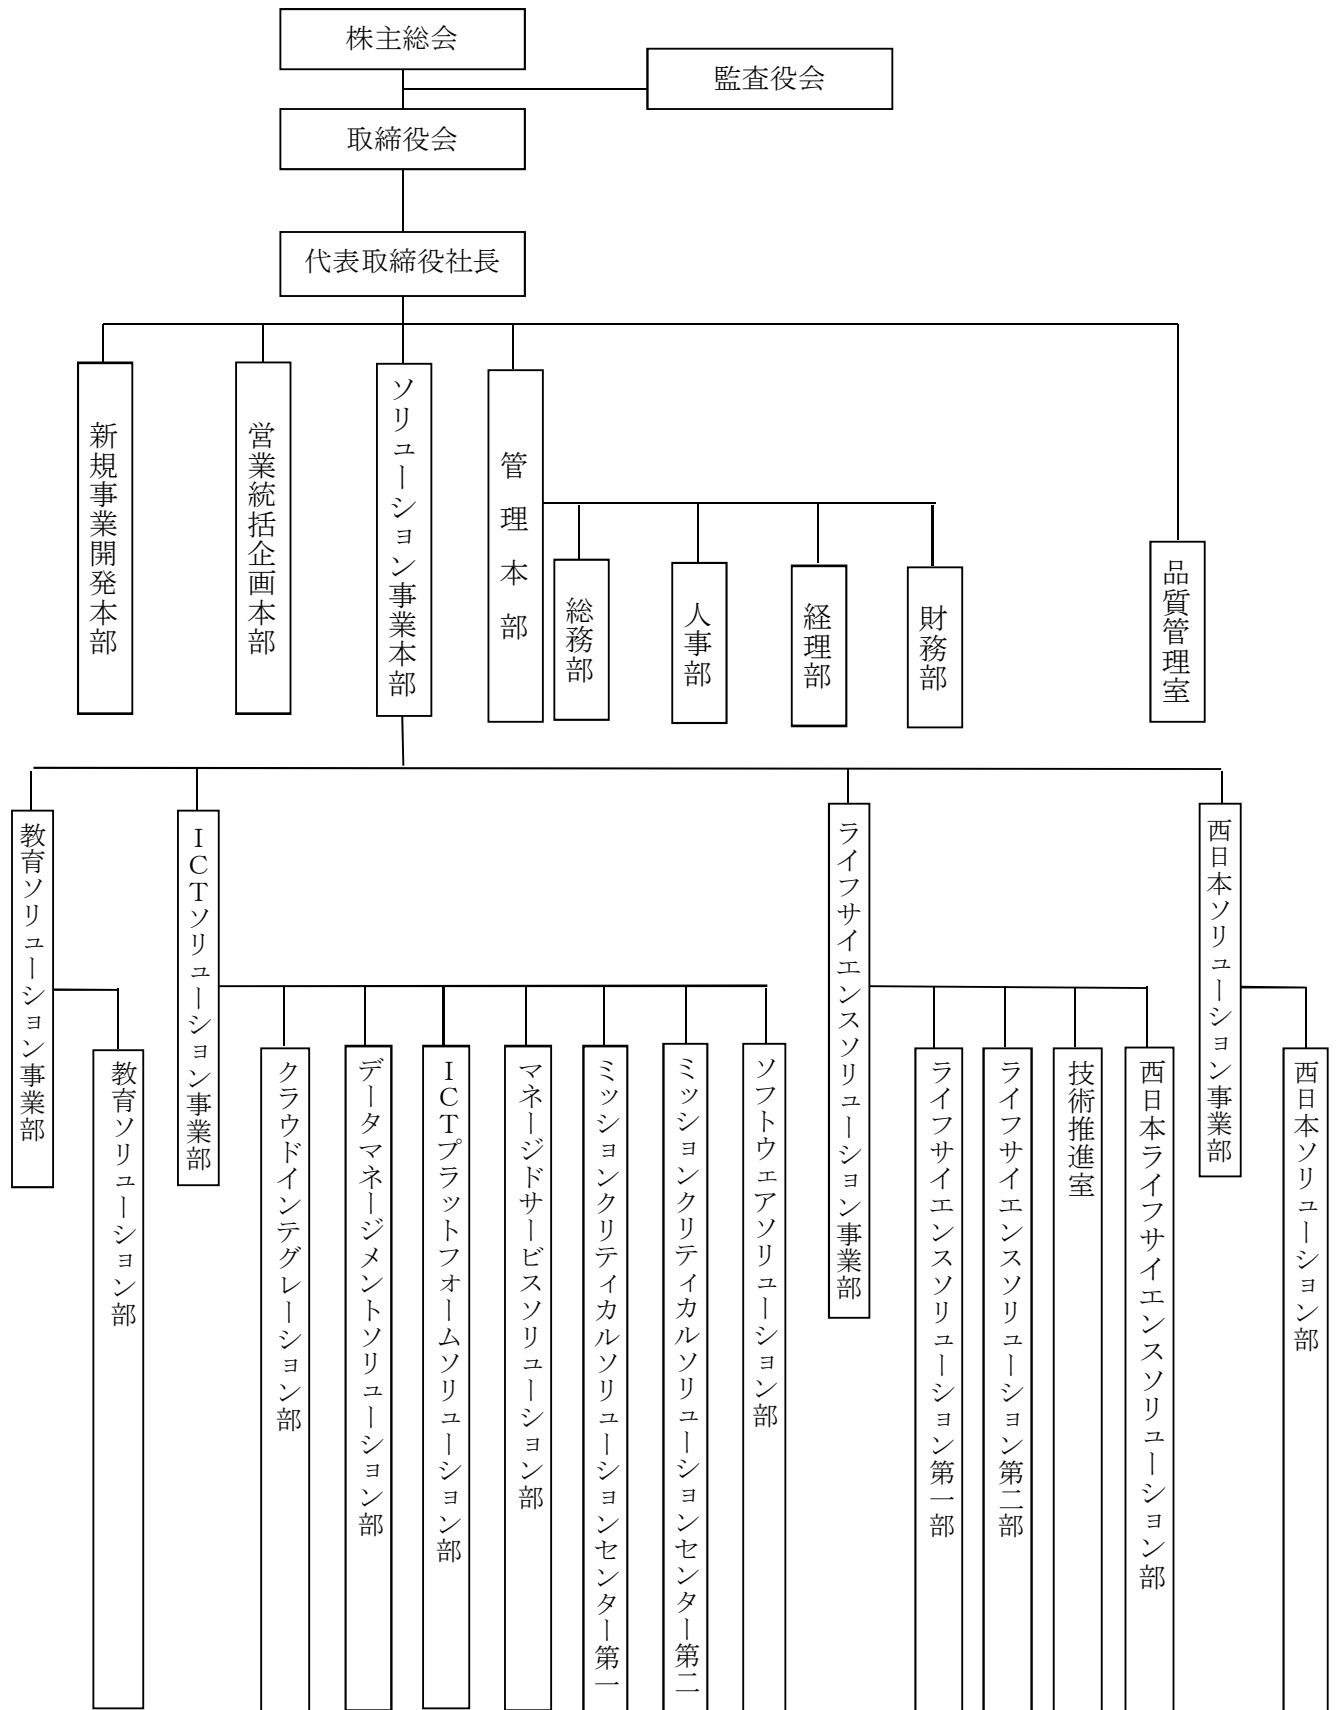 株主総会
監査役会
取締役会
代表取締役社長
新規事業開発本部
営業統括企画本部
ソリューション事業本部
管理本部
総務部
人事部
経理部
財務部
品質管理室
教育ソリューション事業部
ICTソリューション事業部
ライフサイエンスソリューション事業部
西日本ソリューション事業部
教育ソリューション部
クラウドインテグレーション部
データマネージメントソリューション部
ICTプラットフォームソリューション部
マネージドサービスソリューション部
ミッションクリティカルソリューションセンター第一
ミッションクリティカルソリューションセンター第二
ソフトウェアソリューション部
ライフサイエンスソリューション第一部
ライフサイエンスソリューション第二部
技術推進室
西日本ライフサイエンスソリューション部
西日本ソリューション部